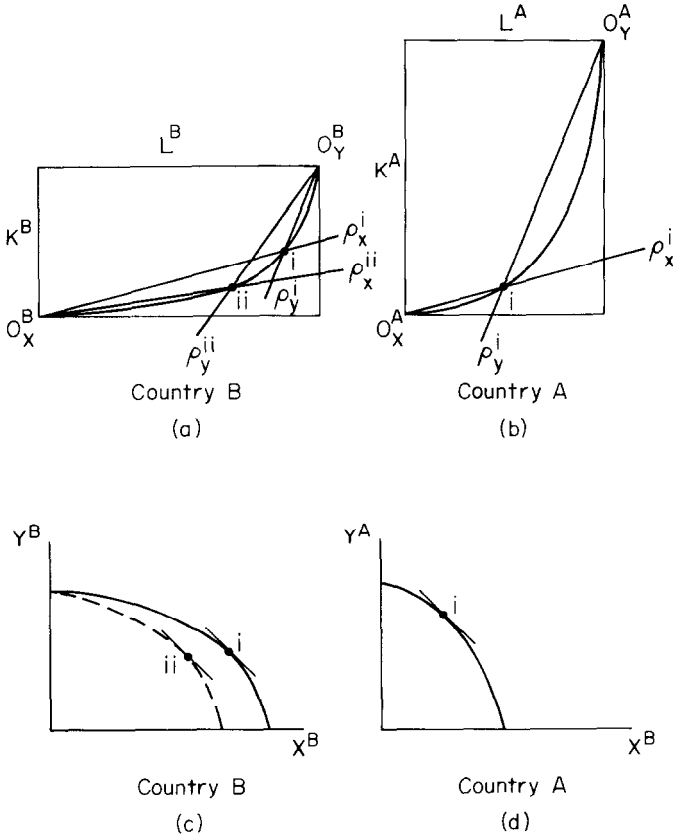 L^B
O_Y^B
K^B
ρ_x^i
ρ_x^ii
i
ii
ρ_y^i
O_X^B
ρ_y^ii
Country B
(a)
L^A
O_Y^A
K^A
ρ_x^i
i
O_X^A
ρ_y^i
Country A
(b)
Y^B
i
ii
X^B
Country B
(c)
Y^A
i
X^B
Country A
(d)